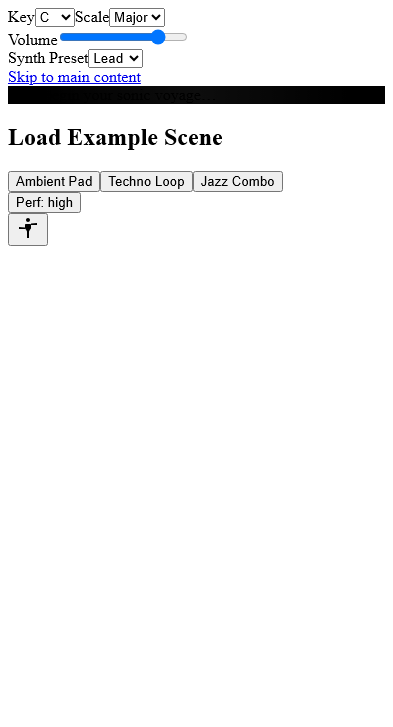 Key C Scale Major
Volume
Synth Preset Lead
Skip to main content
voyage
Load Example Scene
Ambient Pad Techno Loop Jazz Combo
Perf: high